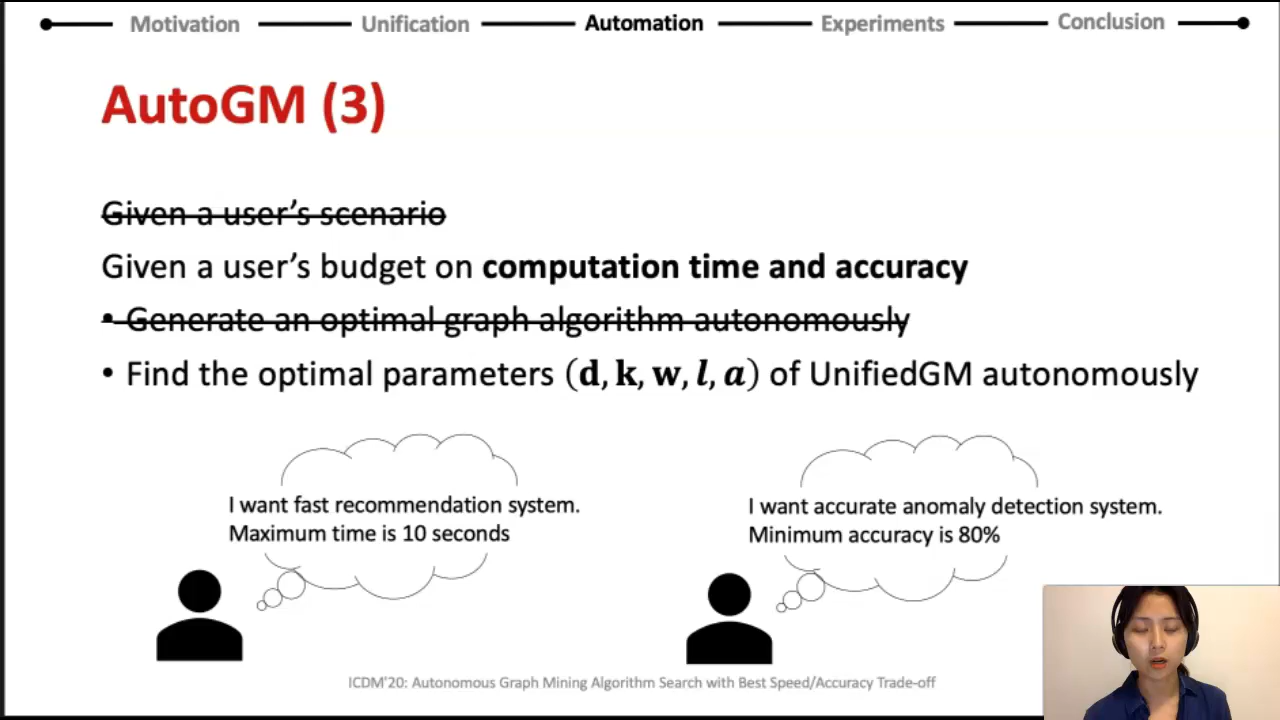 Motivation Unification Automation Experiments Conclusion
AutoGM (3)
Given a user's scenario
Given a user's budget on computation time and accuracy
• Generate an optimal graph algorithm autonomously
• Find the optimal parameters (d, k, w, l, a) of UnifiedGM autonomously
I want fast recommendation system.
Maximum time is 10 seconds
I want accurate anomaly detection system.
Minimum accuracy is 80%
ICDM'20: Autonomous Graph Mining Algorithm Search with Best Speed/Accuracy Trade-off